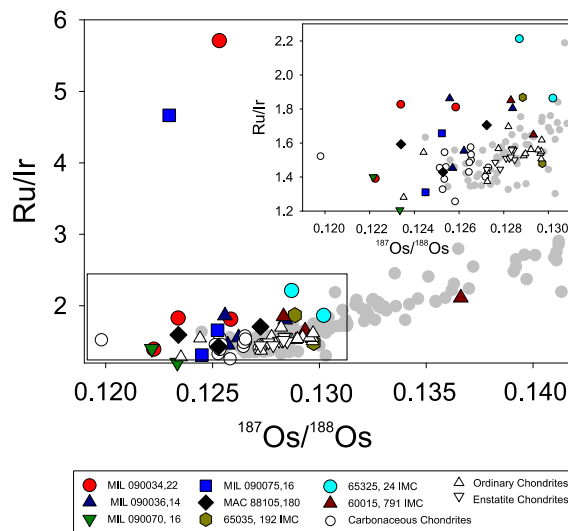 6
5
4
3
2
Ru/Ir
0.120
0.125
0.130
0.135
0.140
187Os/188Os
2.2
2.0
1.8
1.6
1.4
1.2
Ru/Ir
0.120 0.122 0.124 0.126 0.128 0.130
187Os/188Os
MIL 090034,22
MIL 090075,16
65325, 24 IMC
Ordinary Chondrites
MIL 090036,14
MAC 88105,180
60015, 791 IMC
Enstatite Chondrites
MIL 090070, 16
65035, 192 IMC
Carbonaceous Chondrites